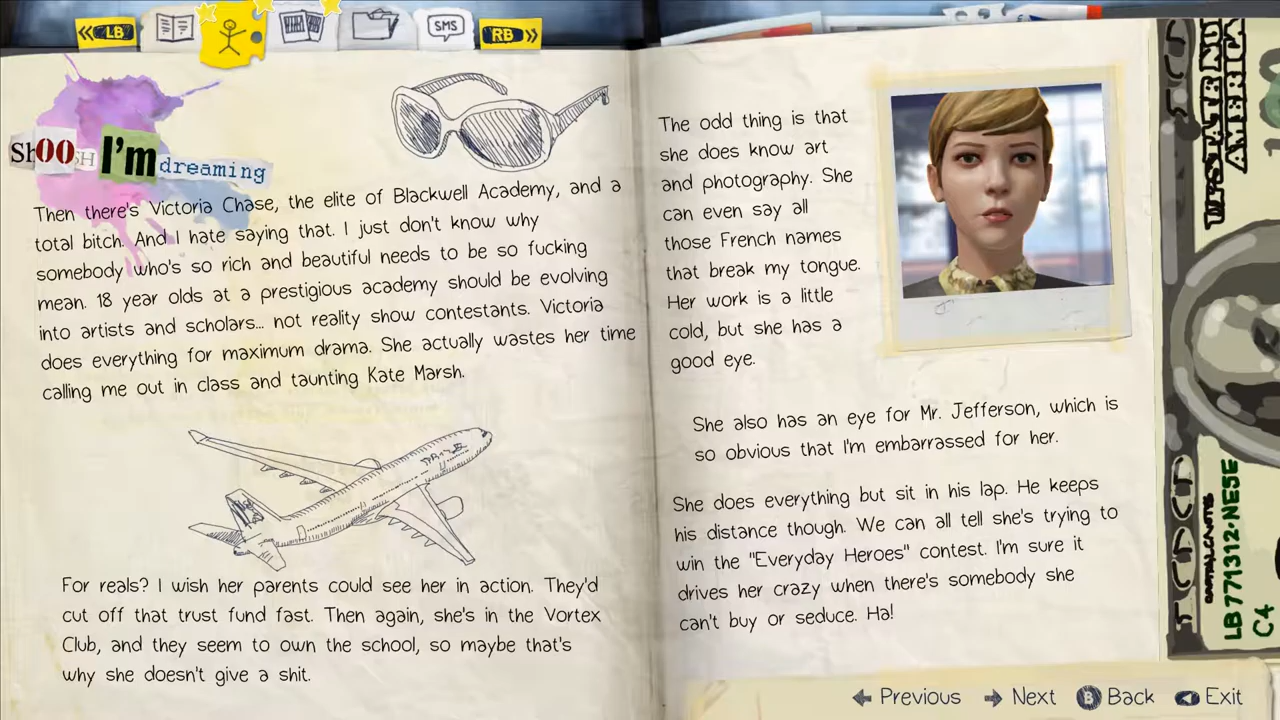 LB
SMS
RB
ShOOSH I'm dreaming
Then there's Victoria Chase, the elite of Blackwell Academy, and a
total bitch. And I hate saying that. I just don't know why
somebody who's so rich and beautiful needs to be so fucking
mean. 18 year olds at a prestigious academy should be evolving
into artists and scholars... not reality show contestants. Victoria
does everything for maximum drama. She actually wastes her time
calling me out in class and taunting Kate Marsh.
For reals? I wish her parents could see her in action. They'd
cut off that trust fund fast. Then again, she's in the Vortex
Club, and they seem to own the school, so maybe that's
why she doesn't give a shit.
The odd thing is that
she does know art
and photography. She
can even say all
those French names
that break my tongue.
Her work is a little
cold, but she has a
good eye.
She also has an eye for Mr. Jefferson, which is
so obvious that I'm embarrassed for her.
She does everything but sit in his lap. He keeps
his distance though. We can all tell she's trying to
win the "Everyday Heroes" contest. I'm sure it
drives her crazy when there's somebody she
can't buy or seduce. Ha!
AMERICA
LB771312-NESE
C4
Previous Next B Back Exit